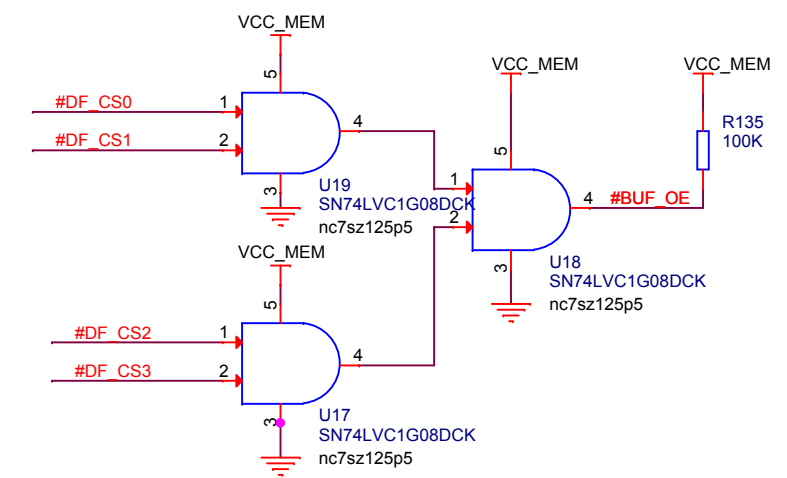 VCC_MEM
5
#DF_CS0
1
#DF_CS1
2
4
3
U19
SN74LVC1G08DCK
nc7sz125p5
VCC_MEM
5
1
2
4
#BUF_OE
3
U18
SN74LVC1G08DCK
nc7sz125p5
VCC_MEM
R135
100K
VCC_MEM
5
#DF_CS2
1
#DF_CS3
2
4
3
U17
SN74LVC1G08DCK
nc7sz125p5